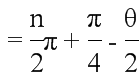 = n/2 π + π/4 - θ/2